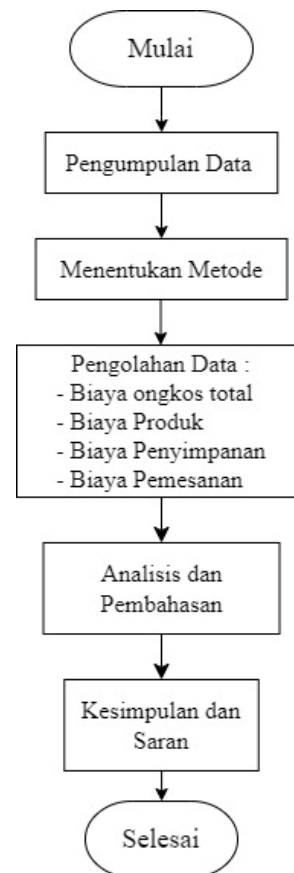 Mulai
Pengumpulan Data
Menentukan Metode
Pengolahan Data :
- Biaya ongkos total
- Biaya Produk
- Biaya Penyimpanan
- Biaya Pemesanan
Analisis dan
Pembahasan
Kesimpulan dan
Saran
Selesai